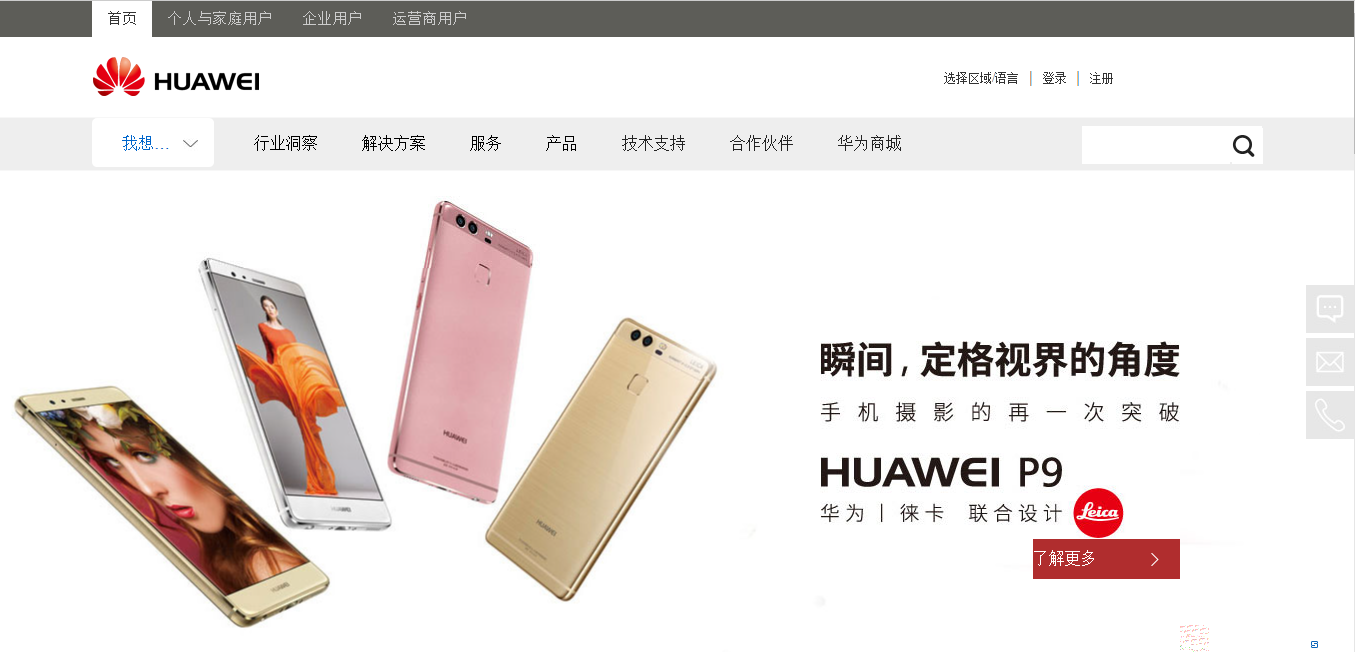 首页 个人与家庭用户 企业用户 运营商用户
HUAWEI
选择区域/语言 | 登录 | 注册
我想... 行业洞察 解决方案 服务 产品 技术支持 合作伙伴 华为商城
瞬间，定格视界的角度
手机摄影的再一次突破
HUAWEI P9
华为 | 徕卡 联合设计 Leica
了解更多
HUAWEI
HUAWEI
HUAWEI
HUAWEI